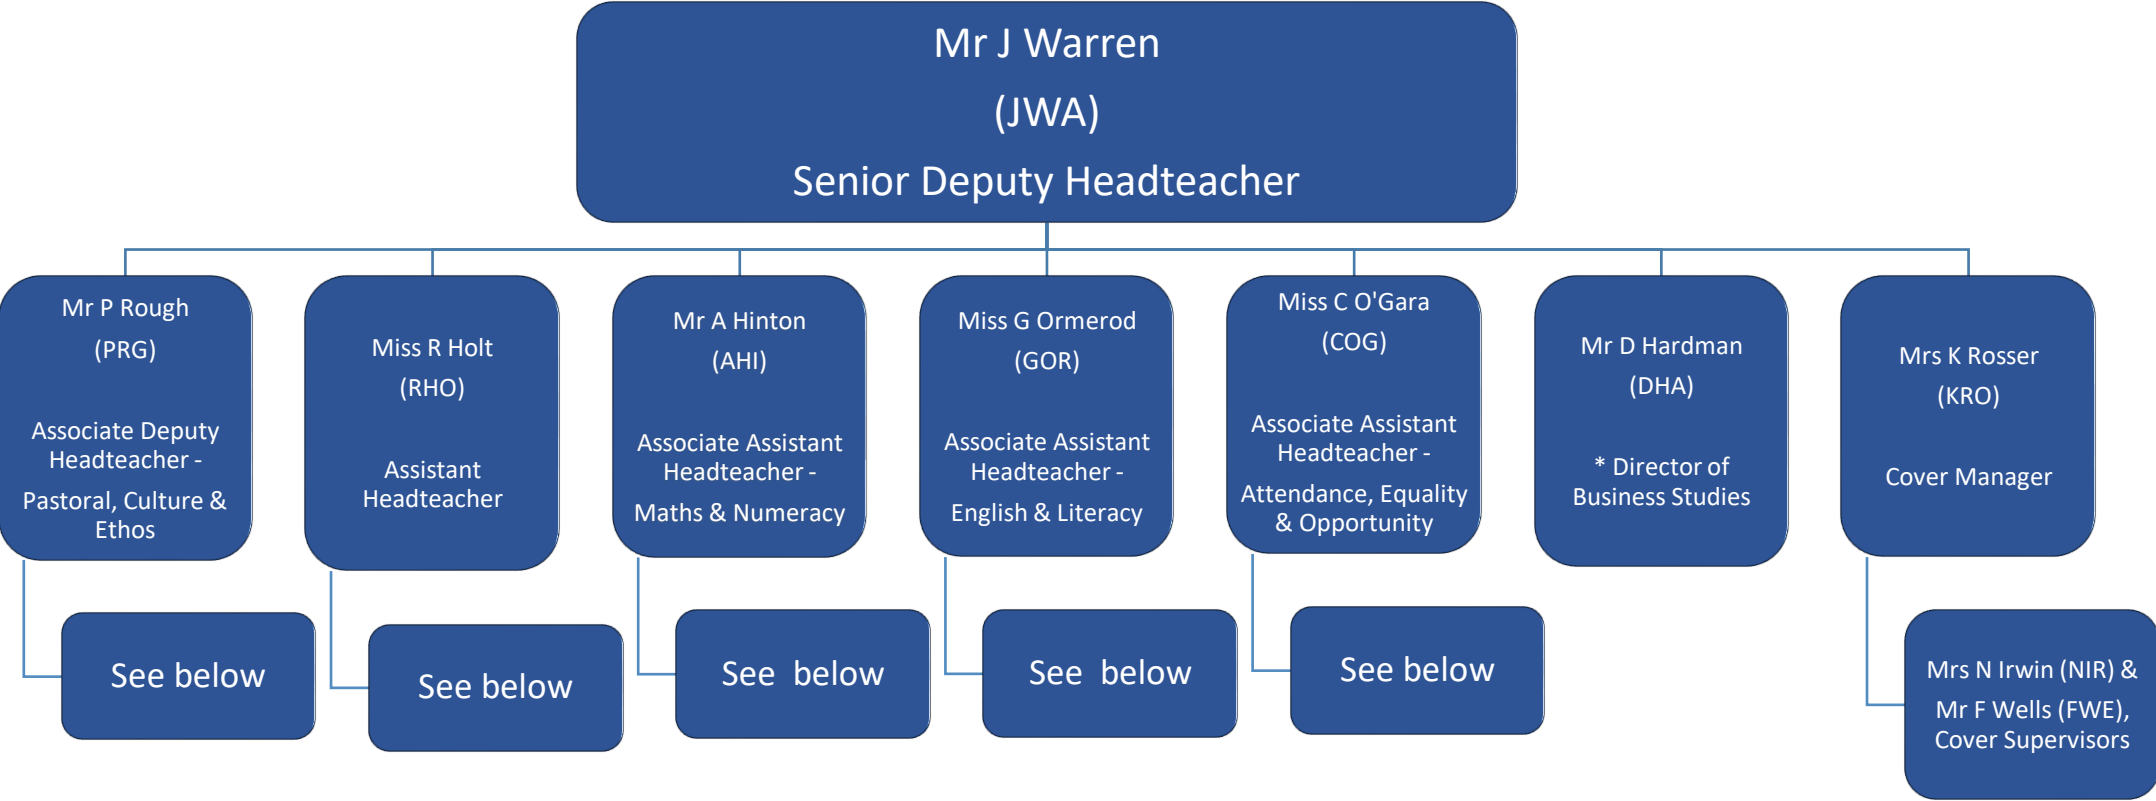 Mr J Warren
(JWA)
Senior Deputy Headteacher
Mr P Rough
(PRG)
Associate Deputy
Headteacher -
Pastoral, Culture &
Ethos
Miss R Holt
(RHO)
Assistant
Headteacher
Mr A Hinton
(AHI)
Associate Assistant
Headteacher -
Maths & Numeracy
Miss G Ormerod
(GOR)
Associate Assistant
Headteacher -
English & Literacy
Miss C O'Gara
(COG)
Associate Assistant
Headteacher -
Attendance, Equality
& Opportunity
Mr D Hardman
(DHA)
* Director of
Business Studies
Mrs K Rosser
(KRO)
Cover Manager
See below
See below
See below
See below
See below
Mrs N Irwin (NIR) &
Mr F Wells (FWE),
Cover Supervisors